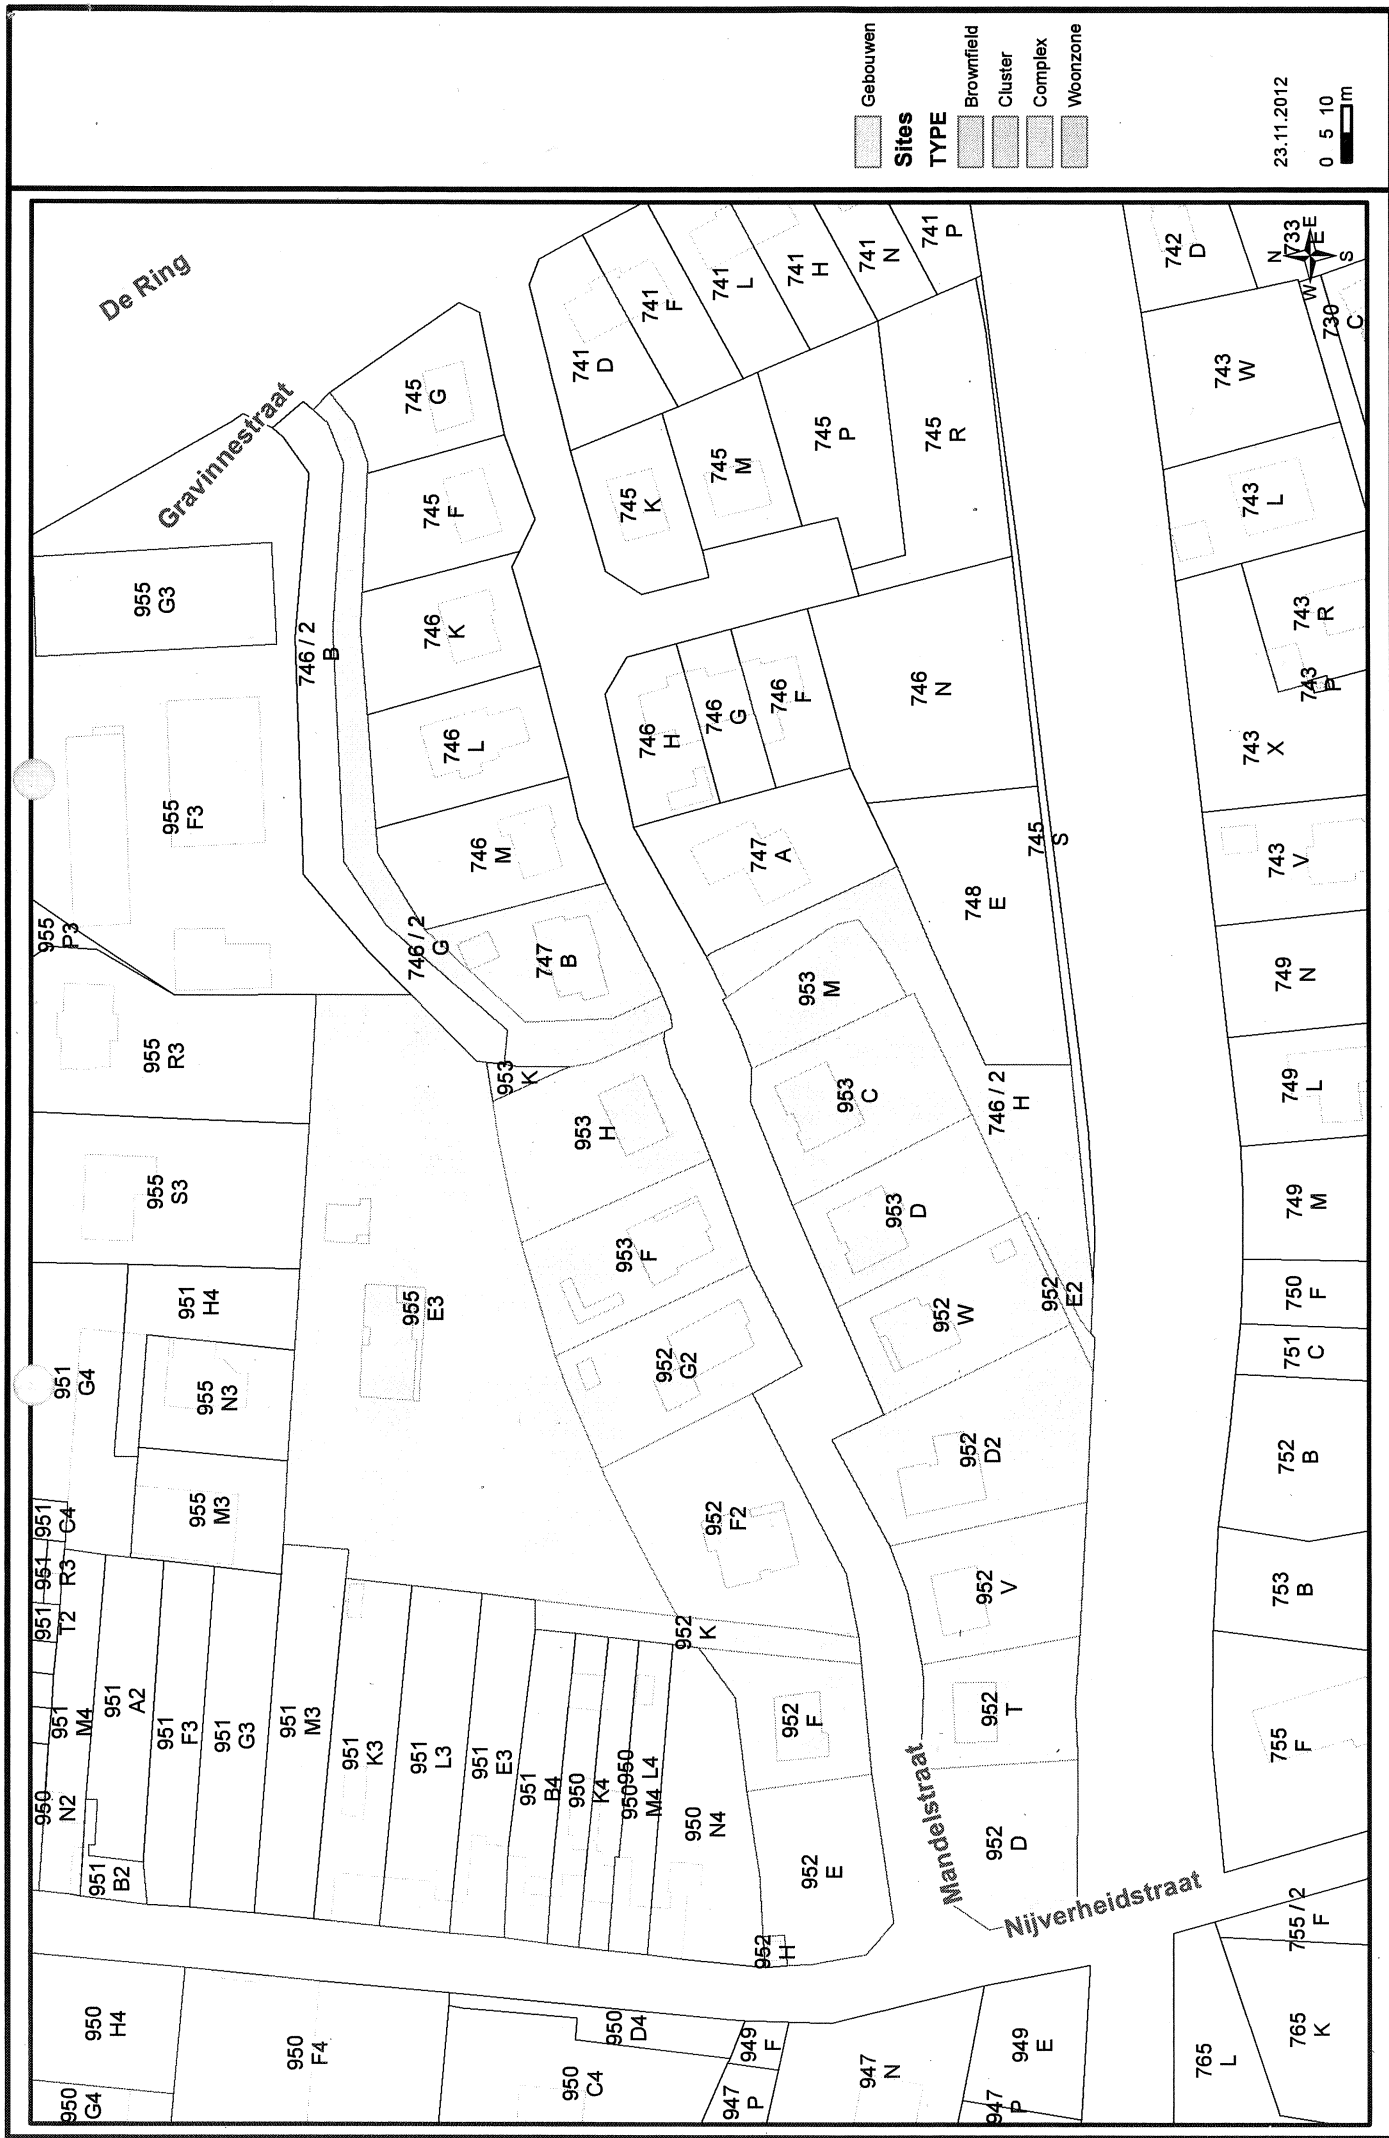 De Ring
Gravinnestraat
Mandelstraat
Nijverheidstraat
950
G4
950
H4
950
F4
950
C4
950
D4
947
P
949
F
947
N
947
P
949
E
765
L
765
K
755 / 2
F
950
N2
951
M4
951
T2
951
R3
951
C4
951
G4
951
B2
951
A2
951
F3
951
G3
951
M3
951
K3
951
L3
951
E3
951
B4
950
K4
950
M4
950
L4
950
N4
952
H
952
E
952
F
952
K
952
D
952
T
952
V
952
D2
952
F2
952
G2
952
W
952
E2
951
H4
955
N3
955
M3
955
S3
955
R3
955
P3
955
E3
955
F3
955
G3
953
F
953
H
953
K
953
D
953
C
953
M
746 / 2
H
746 / 2
G
746 / 2
B
747
B
747
A
746
M
746
L
746
K
745
F
745
G
746
H
746
G
746
F
746
N
748
E
745
S
745
K
745
M
745
P
745
R
741
D
741
F
741
L
741
H
741
N
741
P
742
D
733
E
730
C
743
W
743
L
743
R
743
P
743
X
743
V
749
N
749
L
749
M
750
F
751
C
752
B
753
B
755
F
N
W
E
S
Gebouwen
Sites
TYPE
Brownfield
Cluster
Complex
Woonzone
23.11.2012
0 5 10
m